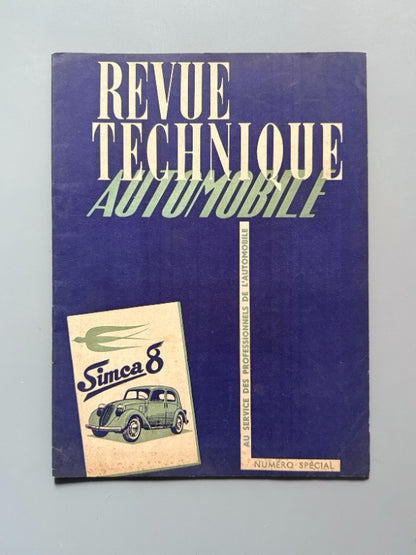 REVUE
TECHNIQUE
AUTOMOBILE
AU SERVICE DES PROFESSIONNELS DE L'AUTOMOBILE
Simca 8
NUMÉRO SPÉCIAL